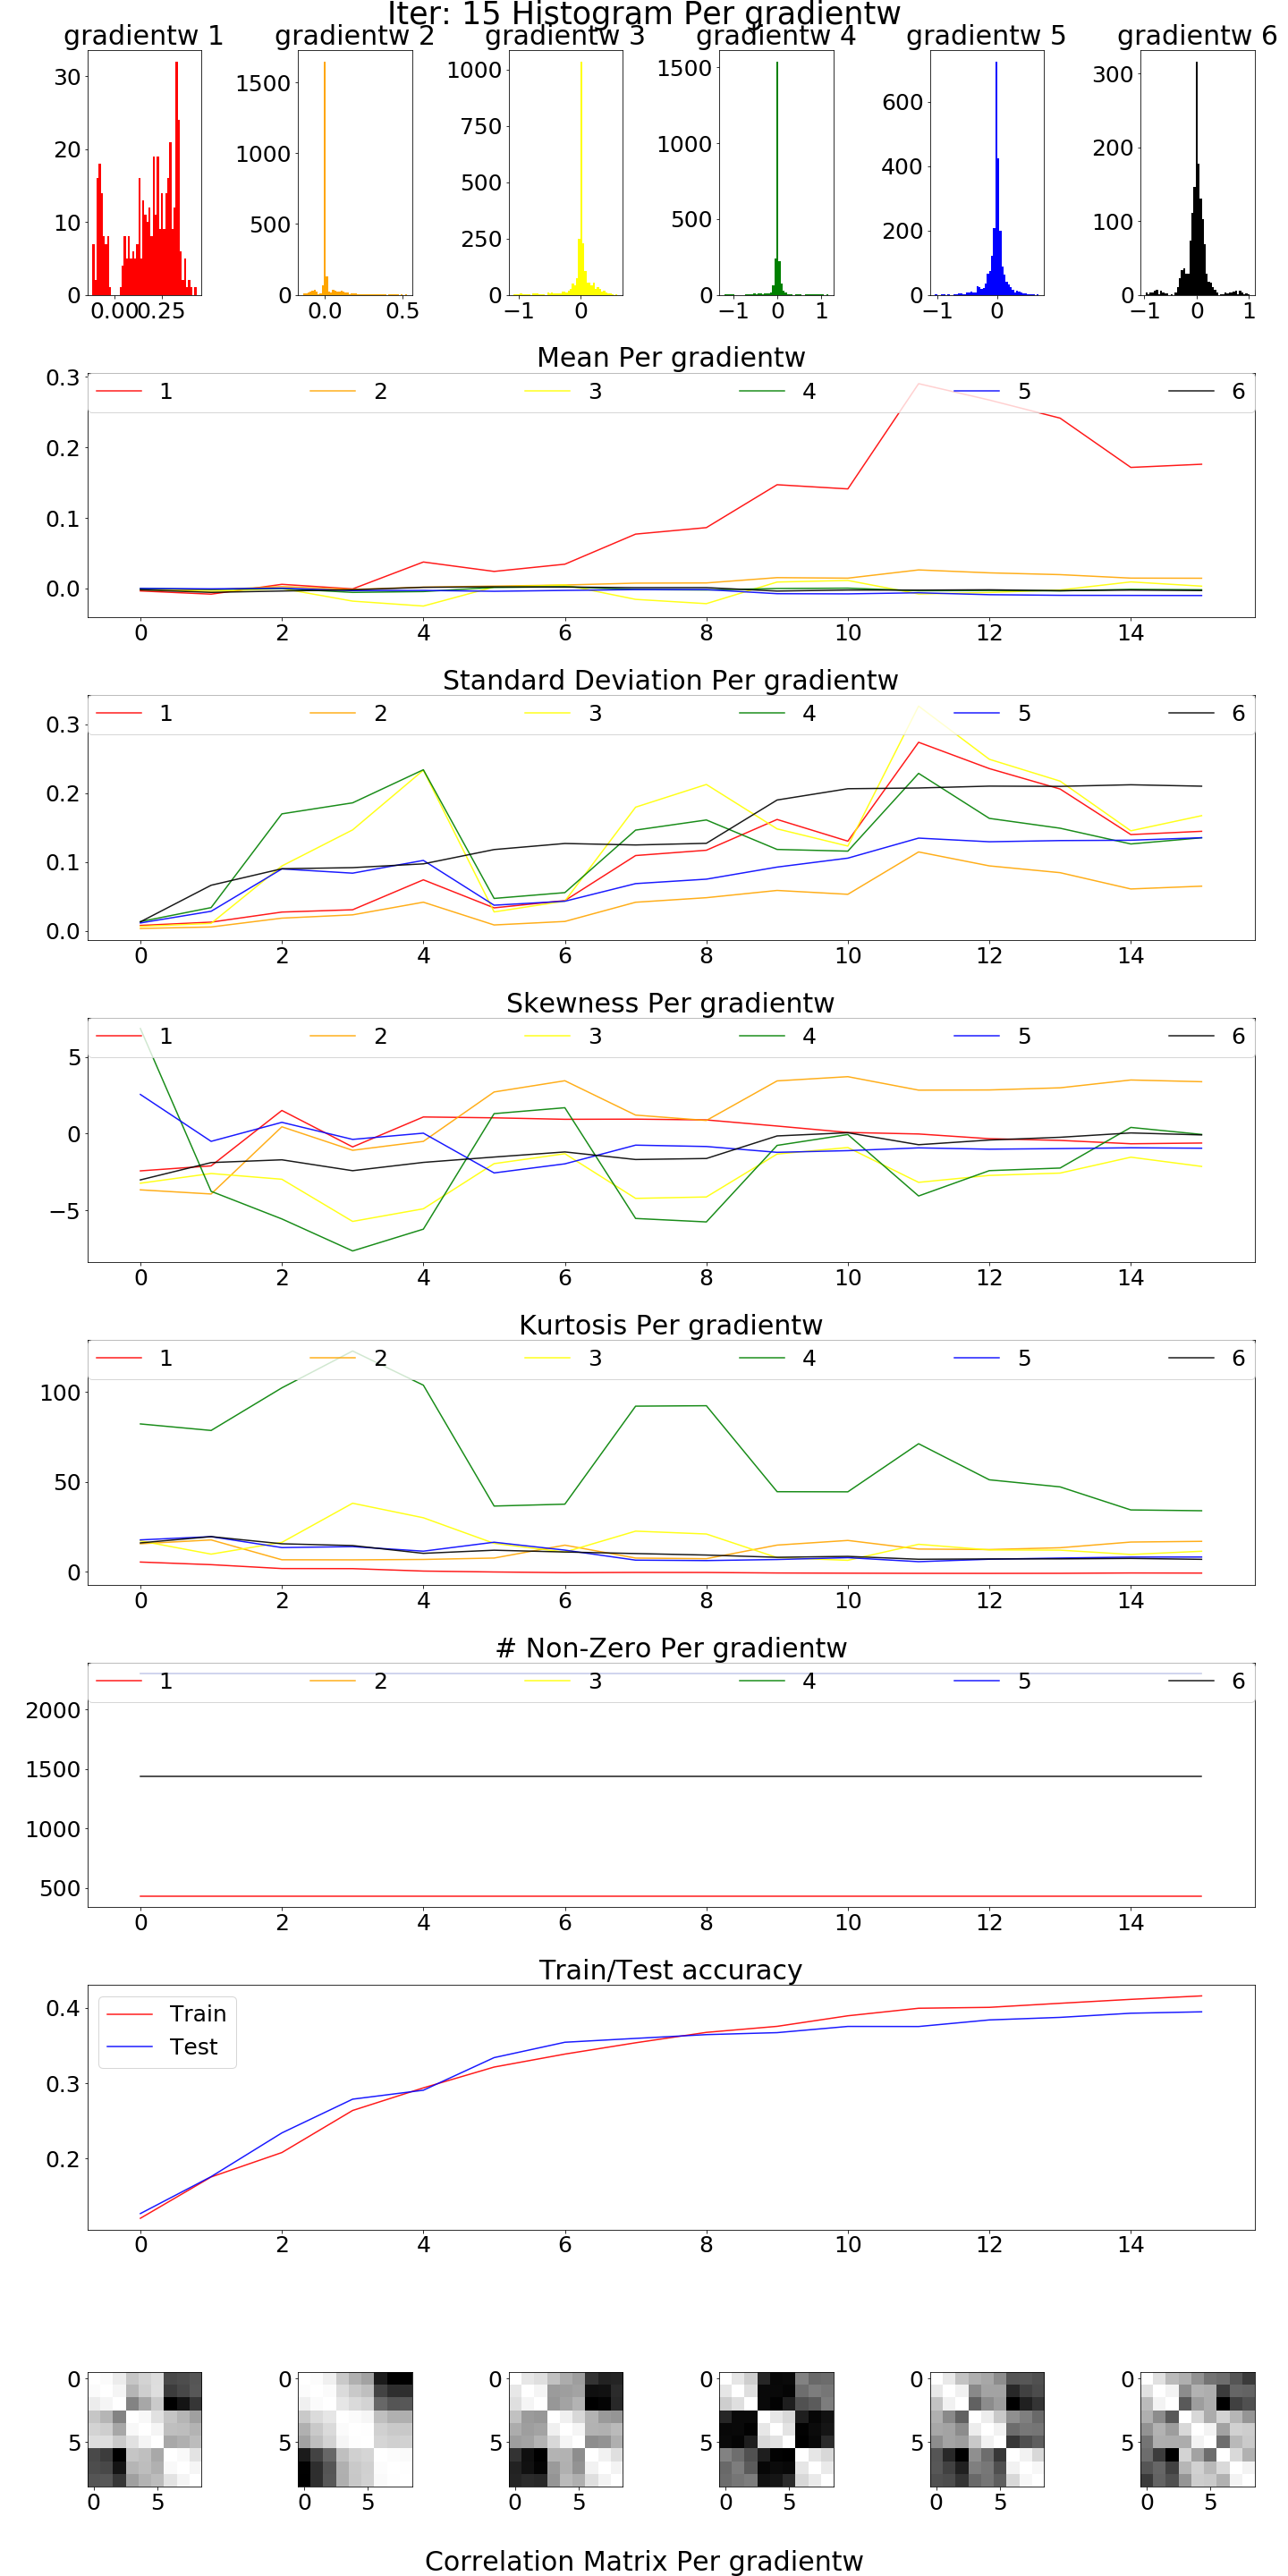 Iter: 15 Histogram Per gradientw
gradientw 1 gradientw 2 gradientw 3 gradientw 4 gradientw 5 gradientw 6
30 20 10 0
0.00 0.25
1500 1000 500 0
0.0 0.5
1000 750 500 250 0
−1 0
1500 1000 500 0
−1 0 1
600 400 200 0
−1 0
300 200 100 0
−1 0 1
Mean Per gradientw
1 2 3 4 5 6
0.3
0.2
0.1
0.0
0 2 4 6 8 10 12 14
Standard Deviation Per gradientw
1 2 3 4 5 6
0.3
0.2
0.1
0.0
0 2 4 6 8 10 12 14
Skewness Per gradientw
1 2 3 4 5 6
5
0
−5
0 2 4 6 8 10 12 14
Kurtosis Per gradientw
1 2 3 4 5 6
100
50
0
0 2 4 6 8 10 12 14
# Non-Zero Per gradientw
1 2 3 4 5 6
2000
1500
1000
500
0 2 4 6 8 10 12 14
Train/Test accuracy
Train
Test
0.4
0.3
0.2
0 2 4 6 8 10 12 14
0 0 0 0 0 0
5 5 5 5 5 5
0 5 0 5 0 5 0 5 0 5 0 5
Correlation Matrix Per gradientw